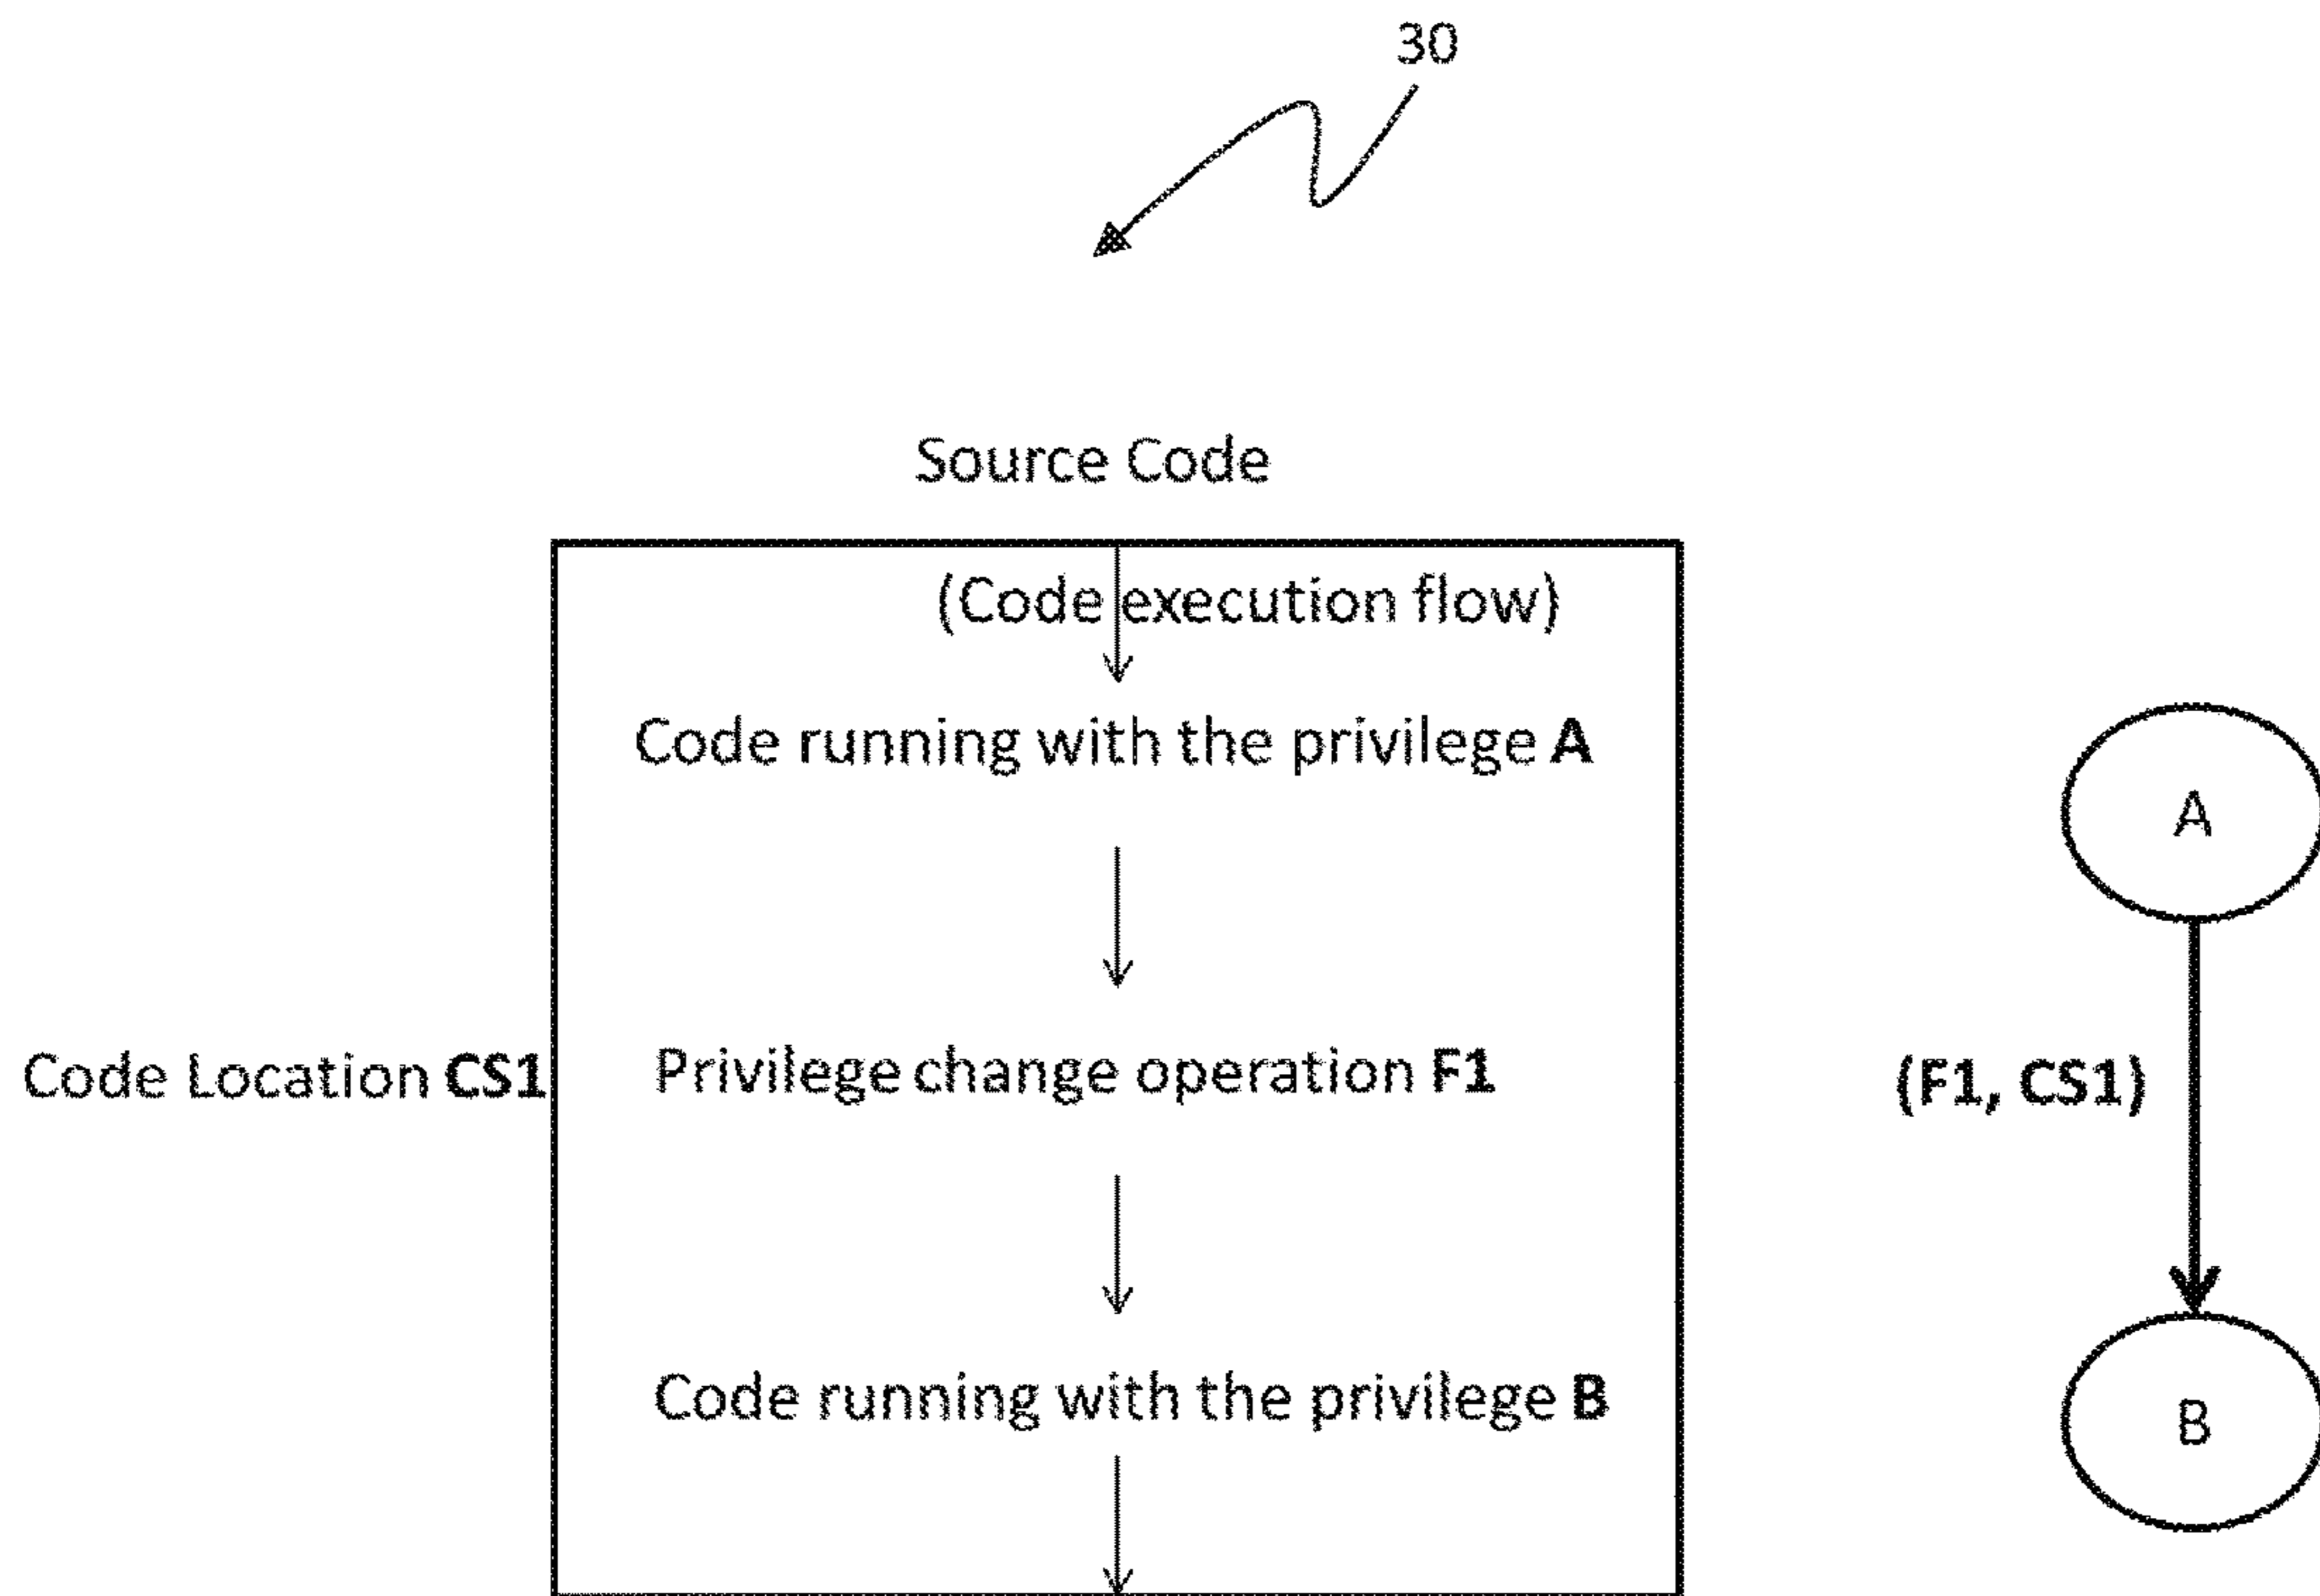 30
Source Code
(Code execution flow)
Code running with the privilege A
A
Code Location CS1
Privilege change operation F1
(F1, CS1)
Code running with the privilege B
B